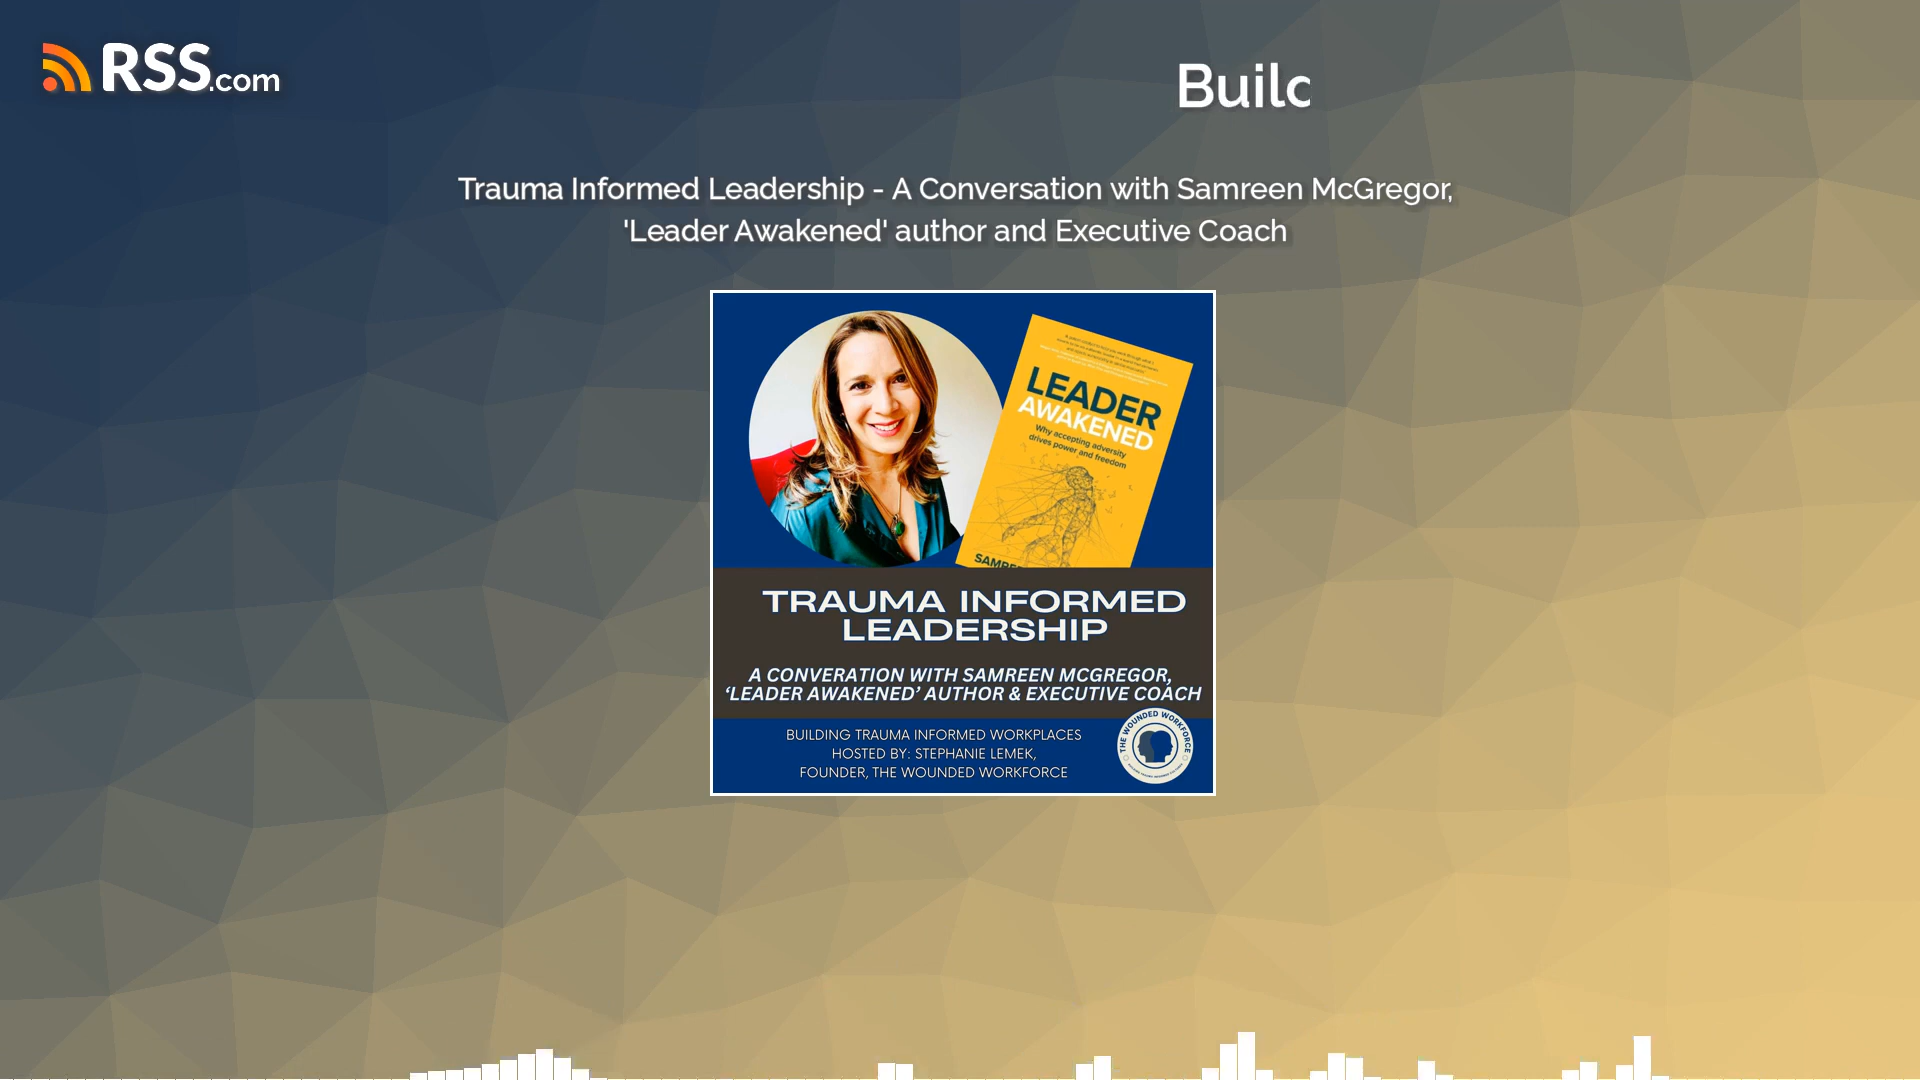 RSS.com
Build
Trauma Informed Leadership - A Conversation with Samreen McGregor,
'Leader Awakened' author and Executive Coach
LEADER
AWAKENED
Why accepting adversity
drives power and freedom
TRAUMA INFORMED
LEADERSHIP
A CONVERATION WITH SAMREEN MCGREGOR,
‘LEADER AWAKENED’ AUTHOR & EXECUTIVE COACH
BUILDING TRAUMA INFORMED WORKPLACES
HOSTED BY: STEPHANIE LEMEK,
FOUNDER, THE WOUNDED WORKFORCE
THE WOUNDED WORKFORCE